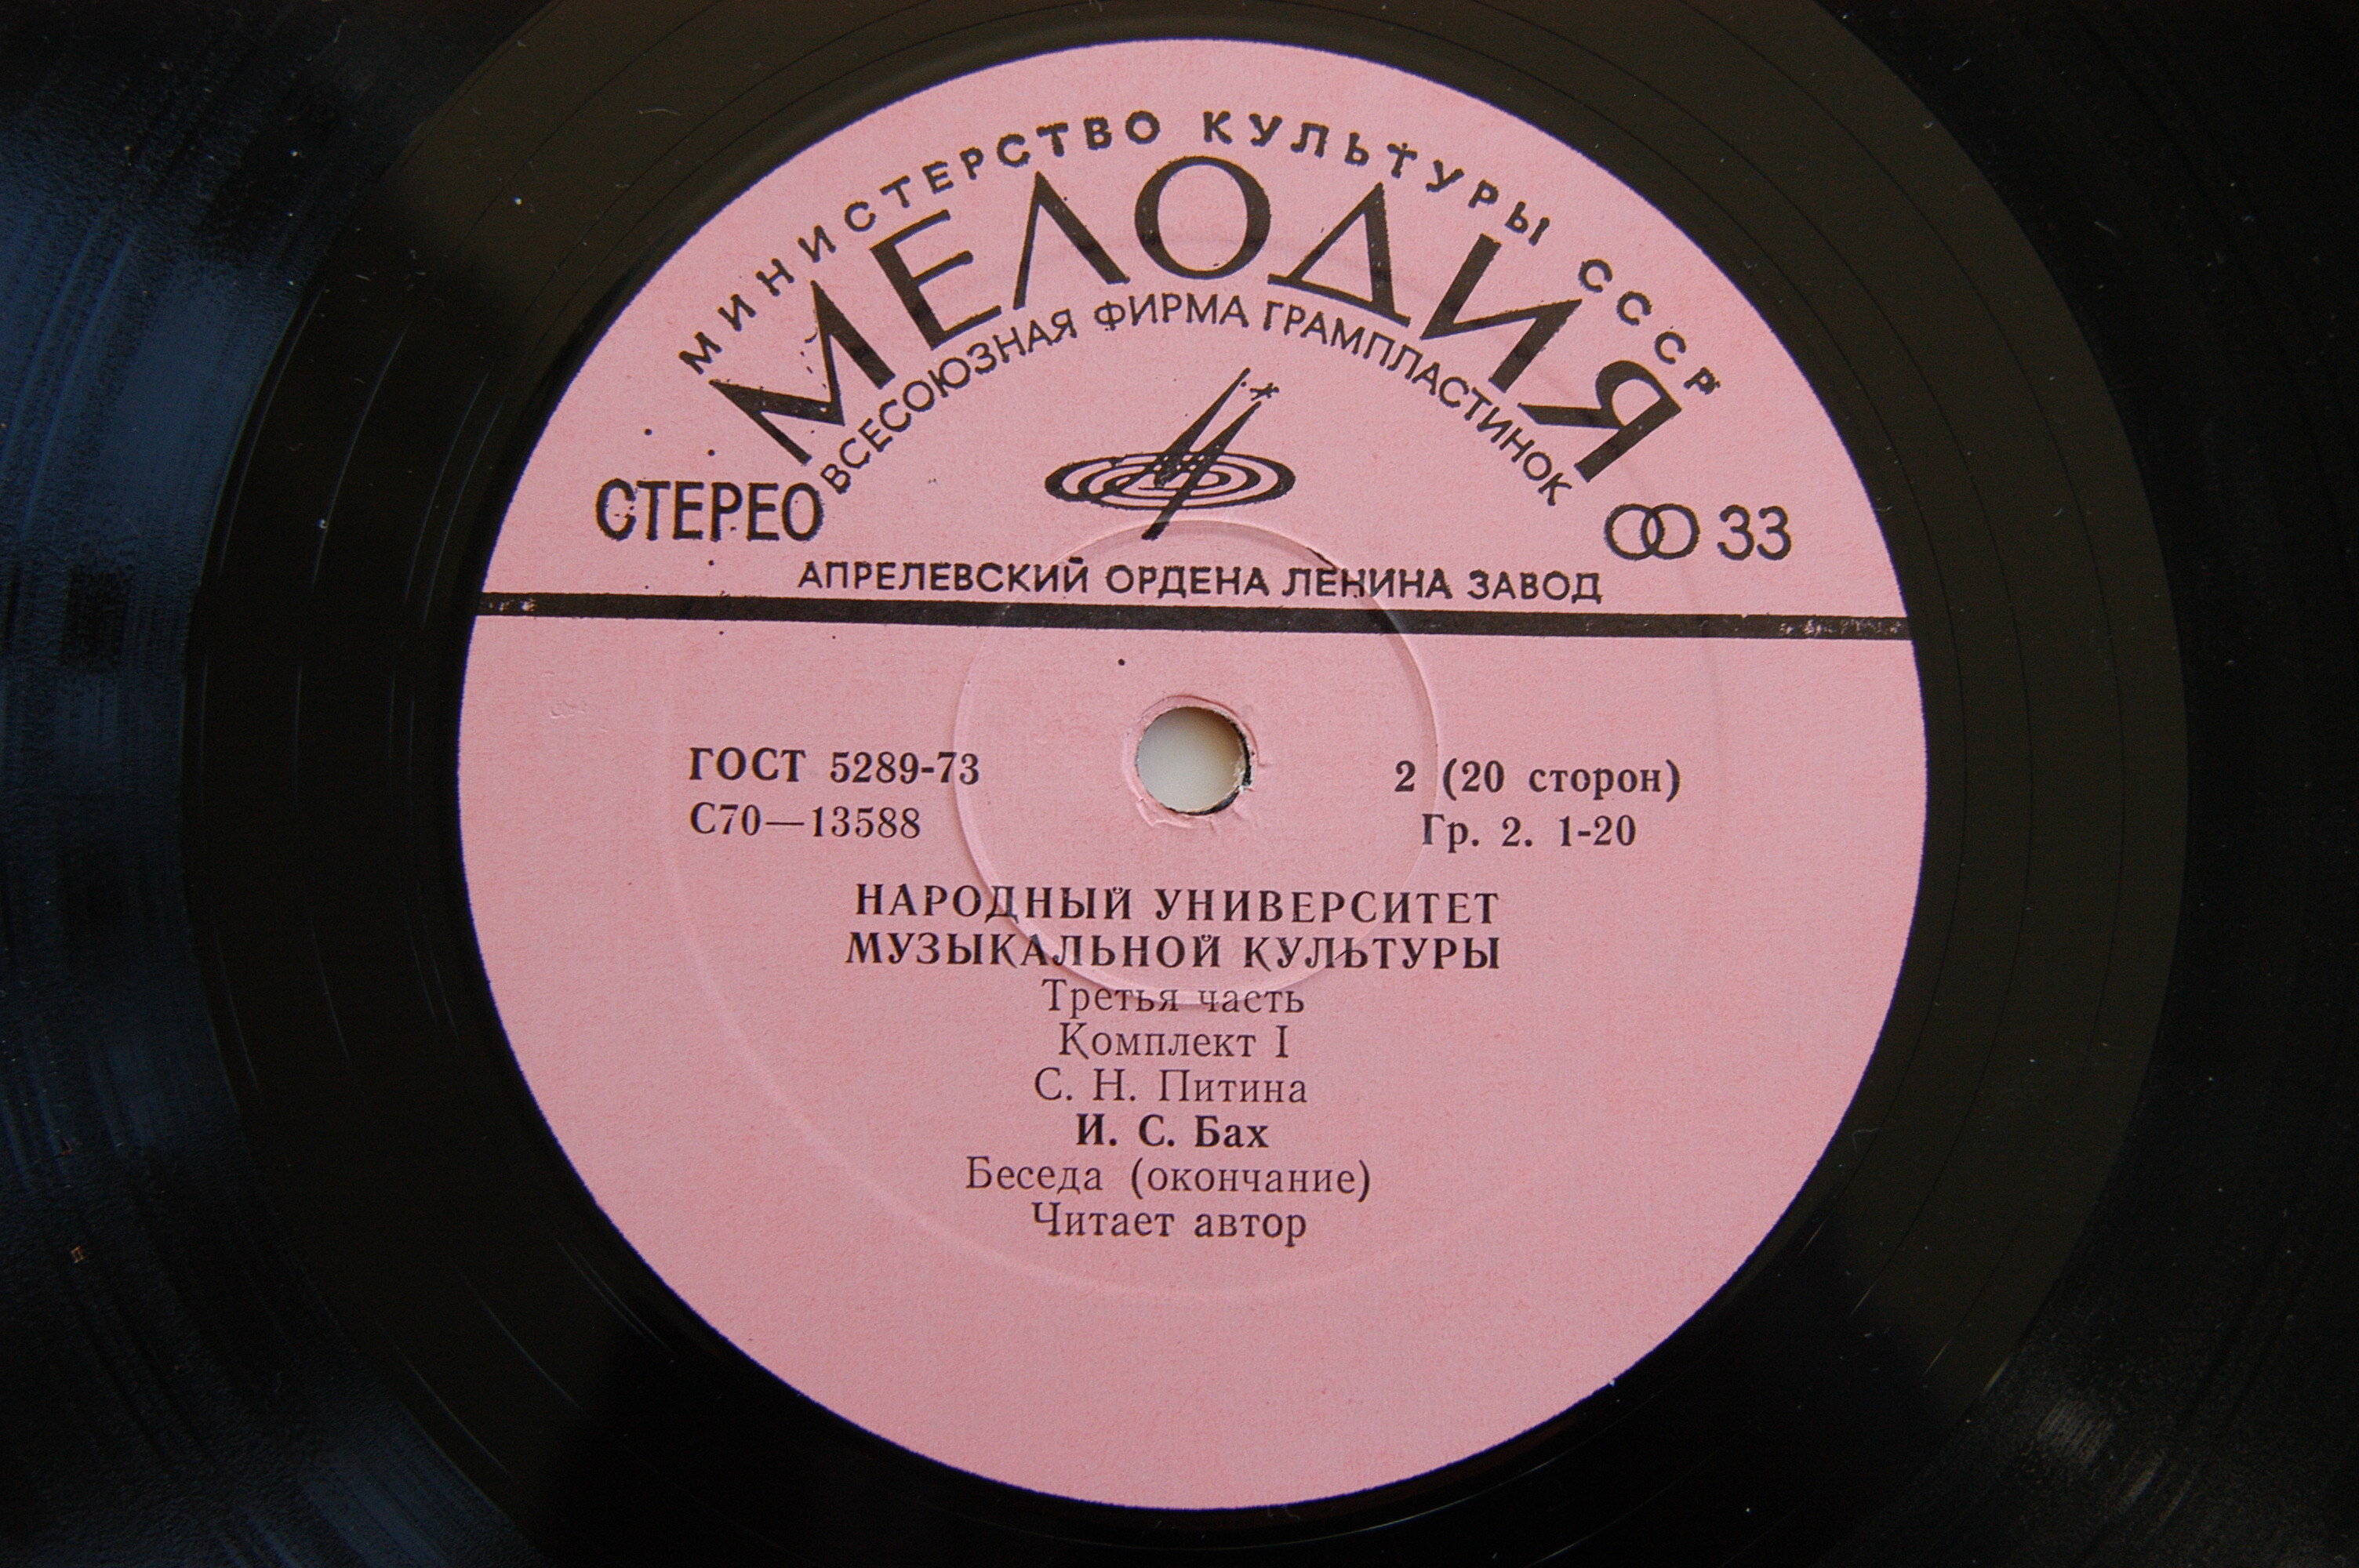 МИНИСТЕРСТВО КУЛЬТУРЫ СССР
МЕЛОДИЯ
ВСЕСОЮЗНАЯ ФИРМА ГРАМПЛАСТИНОК
СТЕРЕО
33
АПРЕЛЕВСКИЙ ОРДЕНА ЛЕНИНА ЗАВОД
ГОСТ 5289-73
С70—13588
2 (20 сторон)
Гр. 2. 1-20
НАРОДНЫЙ УНИВЕРСИТЕТ
МУЗЫКАЛЬНОЙ КУЛЬТУРЫ
Третья часть
Комплект I
С. Н. Питина
И. С. Бах
Беседа (окончание)
Читает автор